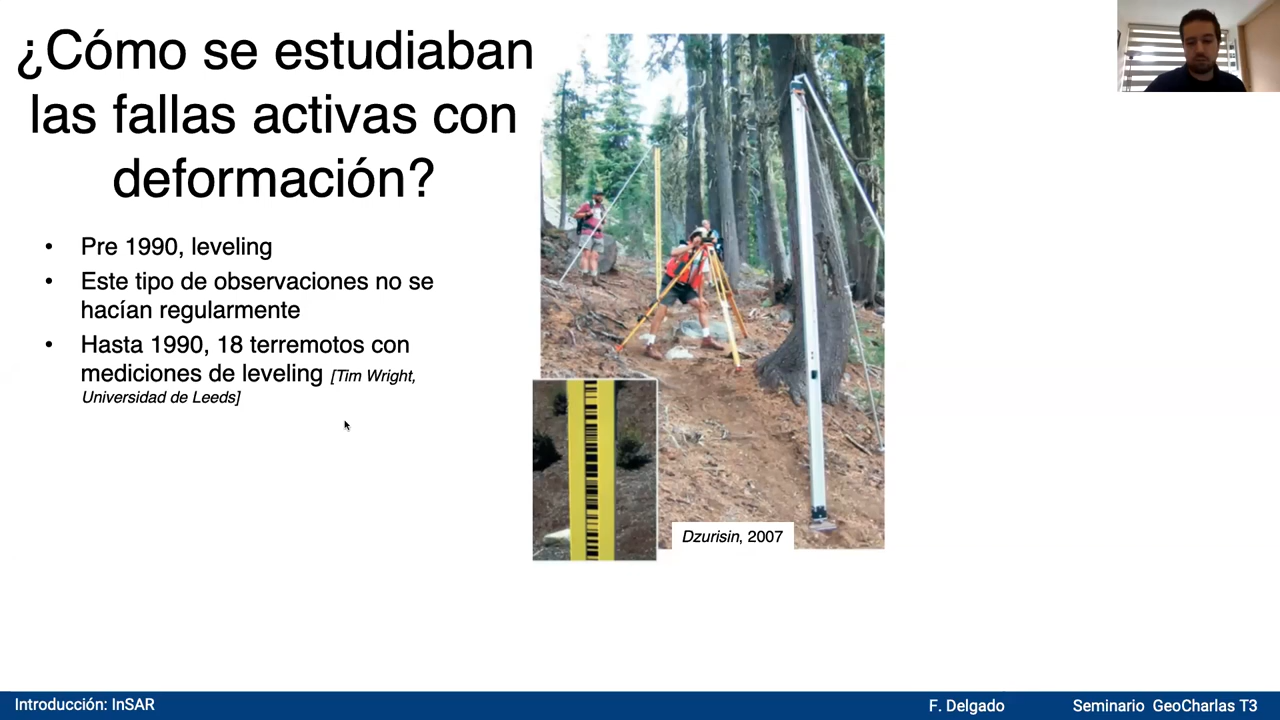 ¿Cómo se estudiaban
las fallas activas con
deformación?
• Pre 1990, leveling
• Este tipo de observaciones no se
hacían regularmente
• Hasta 1990, 18 terremotos con
mediciones de leveling [Tim Wright,
Universidad de Leeds]
Dzurisin, 2007
Introducción: InSAR
F. Delgado
Seminario GeoCharlas T3